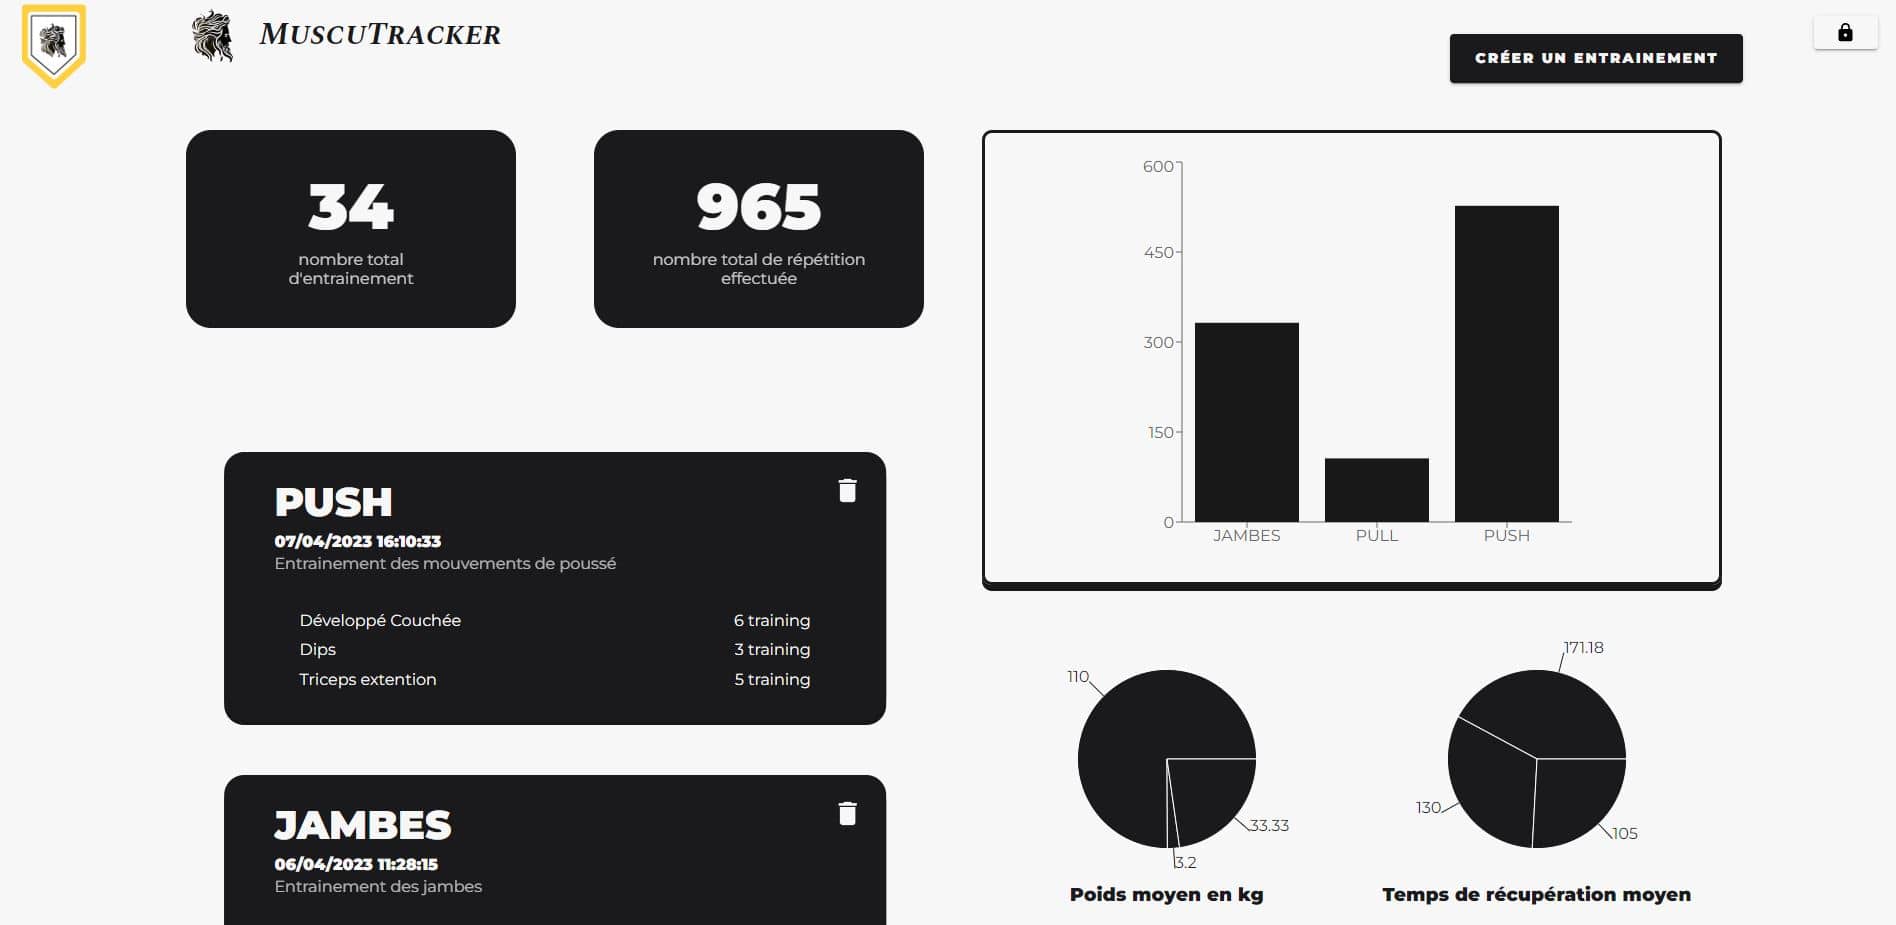 MUSCUTRACKER
CRÉER UN ENTRAINEMENT
34
nombre total
d'entrainement
965
nombre total de répétition
effectuée
600
450
300
150
0
JAMBES
PULL
PUSH
PUSH
07/04/2023 16:10:33
Entrainement des mouvements de poussé
Développé Couchée 6 training
Dips 3 training
Triceps extention 5 training
JAMBES
06/04/2023 11:28:15
Entrainement des jambes
110
33.33
3.2
Poids moyen en kg
171.18
130
105
Temps de récupération moyen